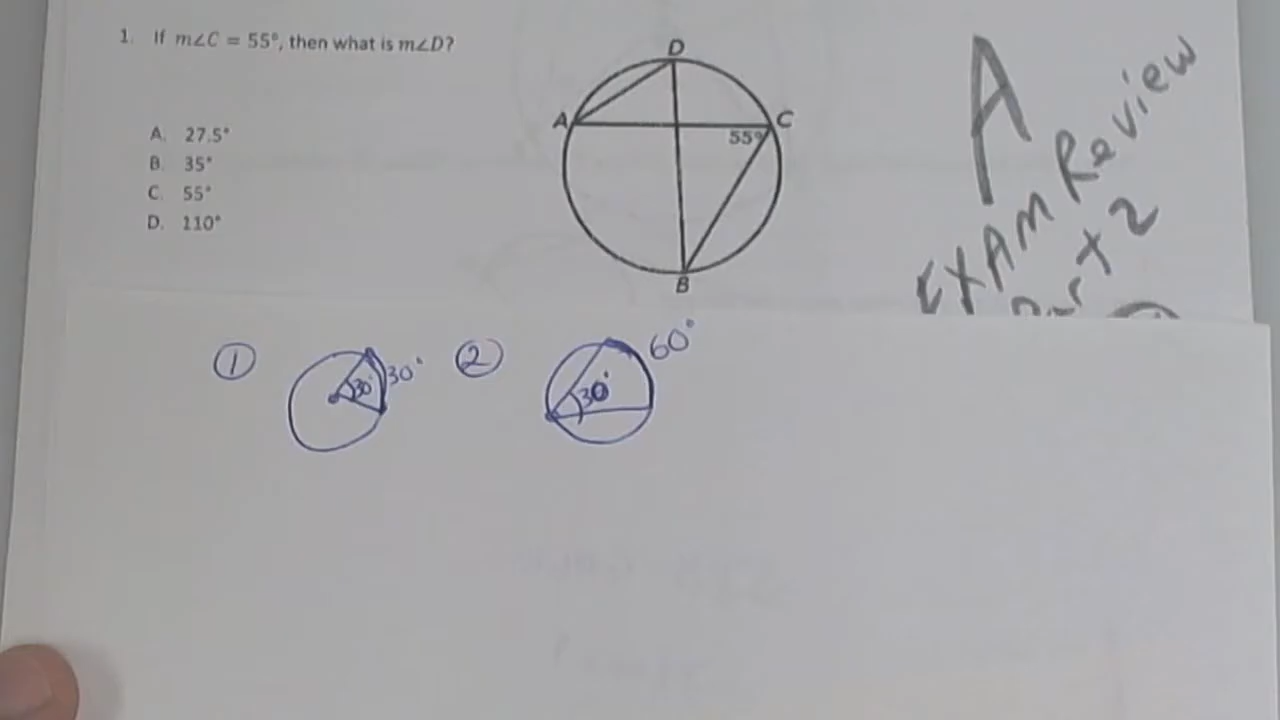 1. If m∠C = 55°, then what is m∠D?
A. 27.5°
B. 35°
C. 55°
D. 110°
D
A
C
55°
B
A
EXAM Review
Part 2
① 30° 30°
② 30° 60°